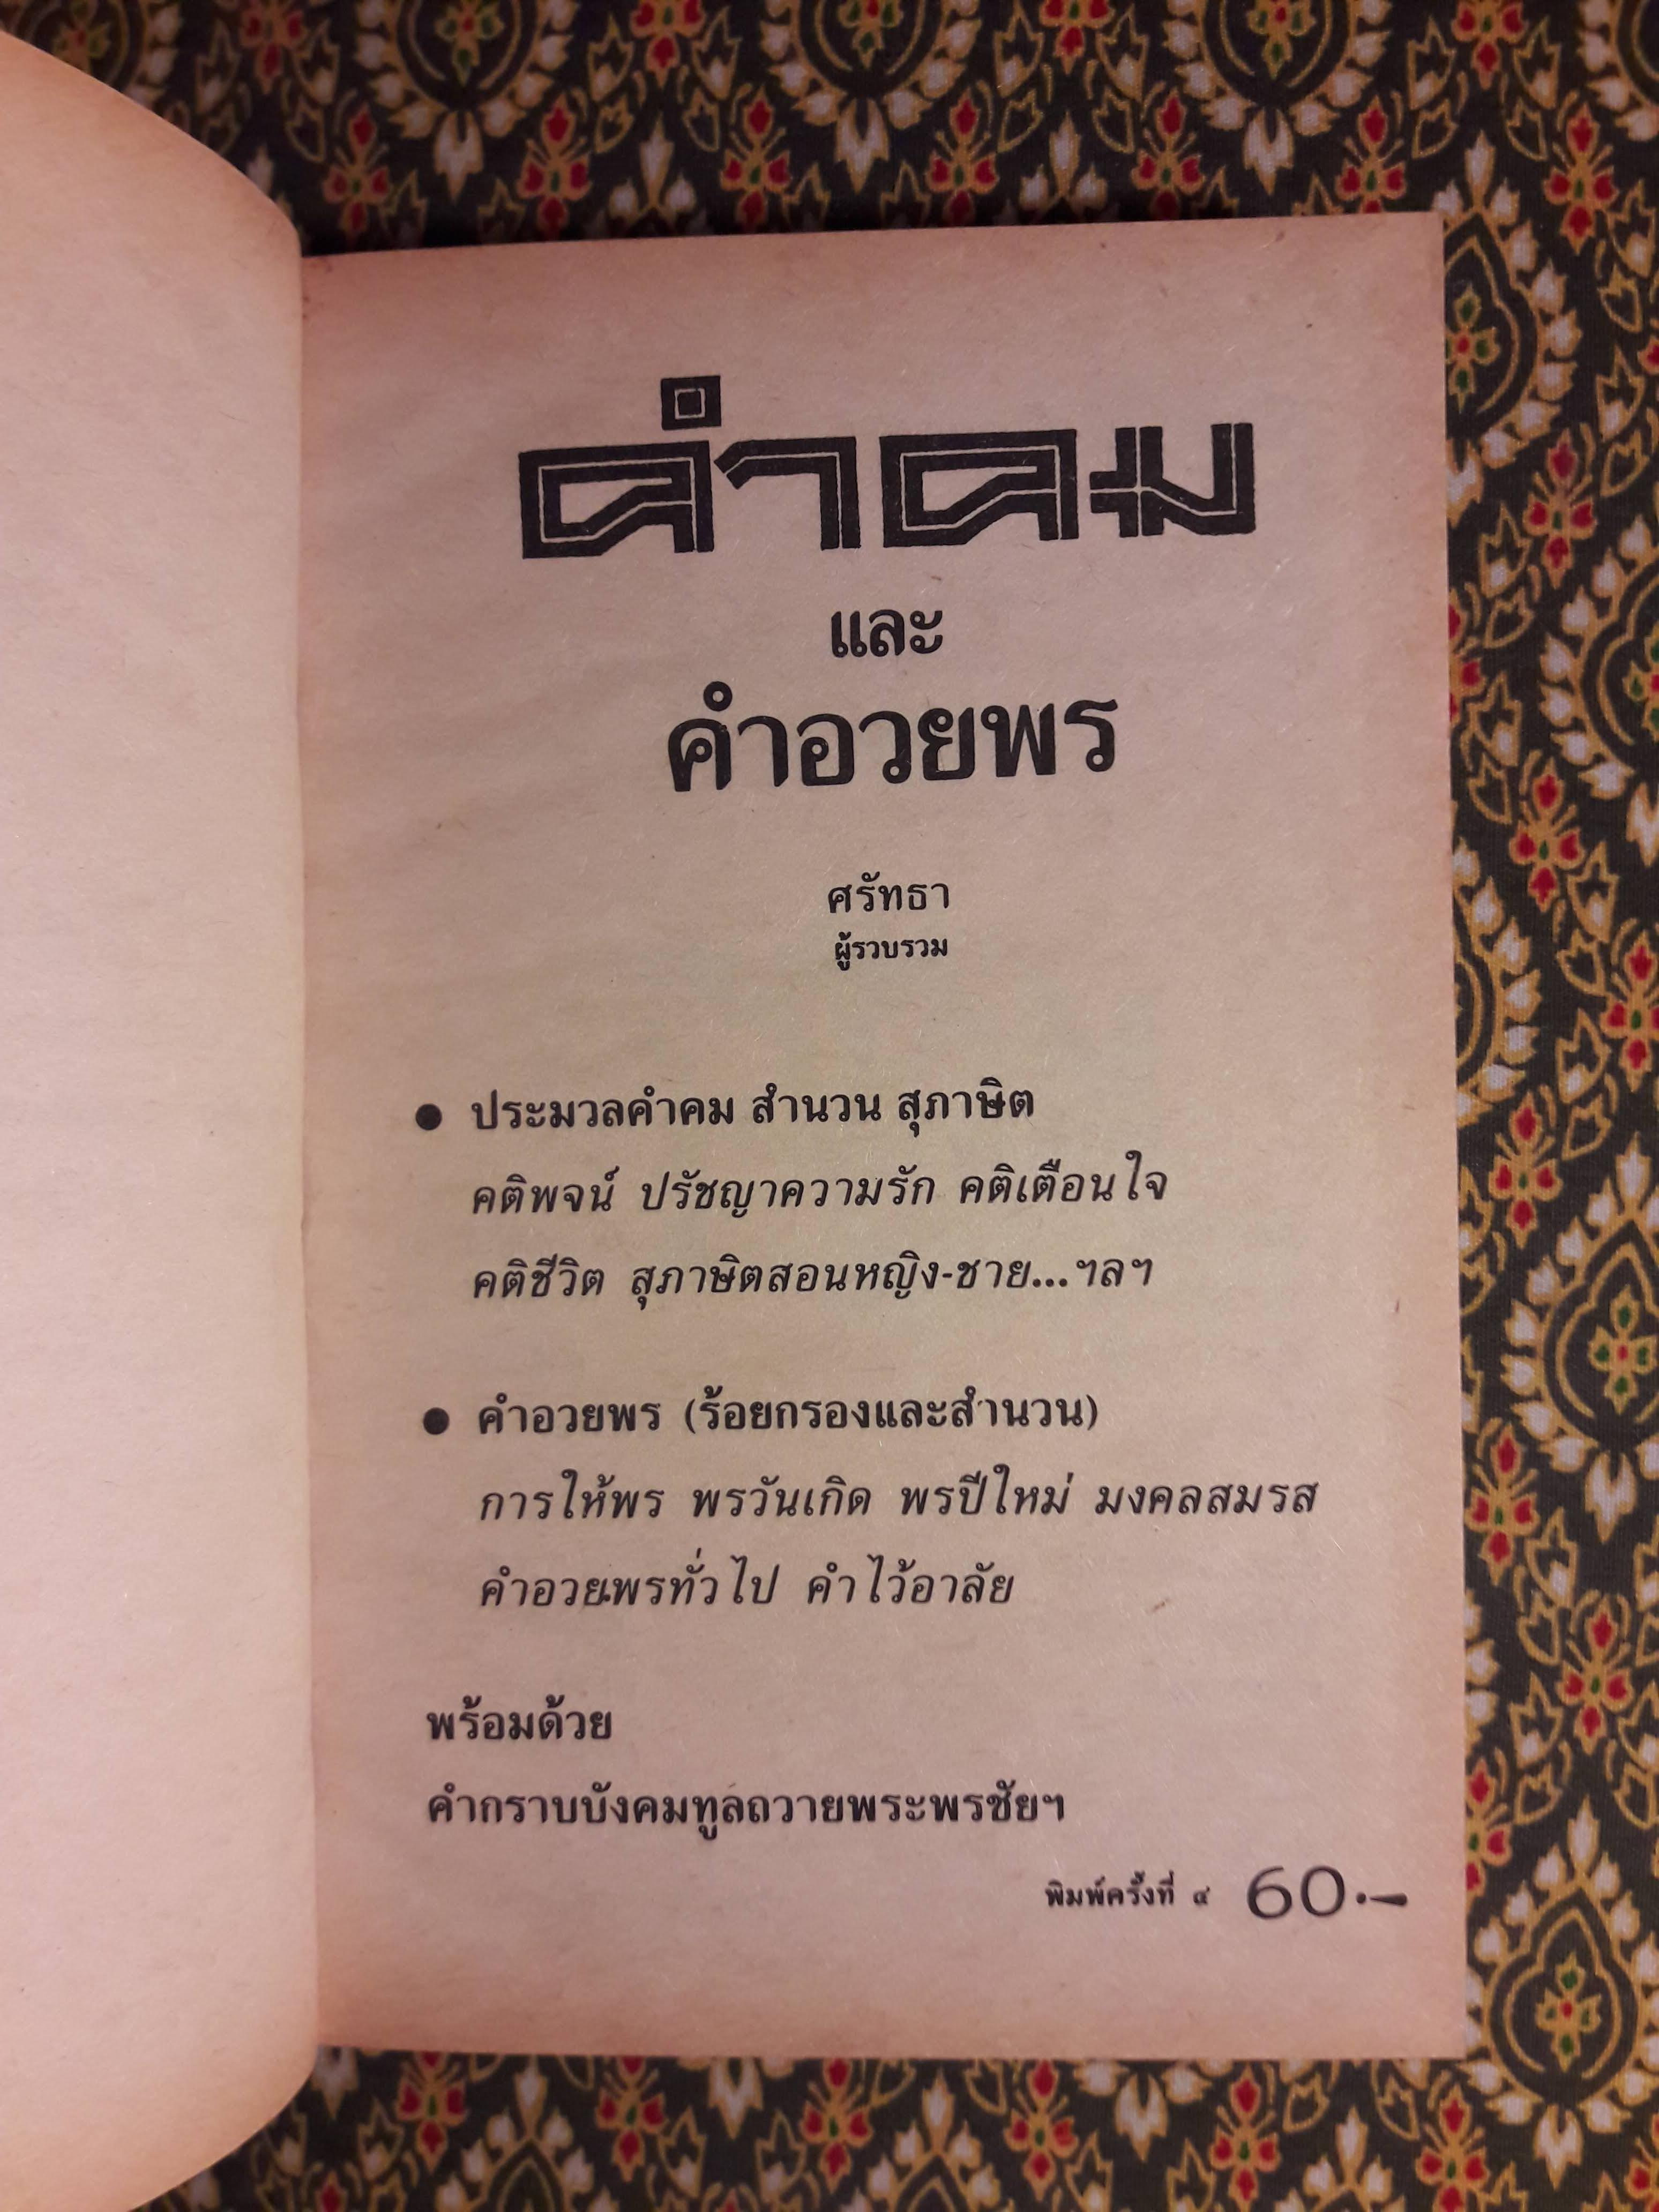 คำคม
และ
คำอวยพร
ศรัทธา
ผู้รวบรวม
● ประมวลคำคม สำนวน สุภาษิต
คติพจน์ ปรัชญาความรัก คติเตือนใจ
คติชีวิต สุภาษิตสอนหญิง-ชาย...ฯลฯ
● คำอวยพร (ร้อยกรองและสำนวน)
การให้พร พรวันเกิด พรปีใหม่ มงคลสมรส
คำอวยพรทั่วไป คำไว้อาลัย
พร้อมด้วย
คำกราบบังคมทูลถวายพระพรชัยฯ
พิมพ์ครั้งที่ ๔ 60.-